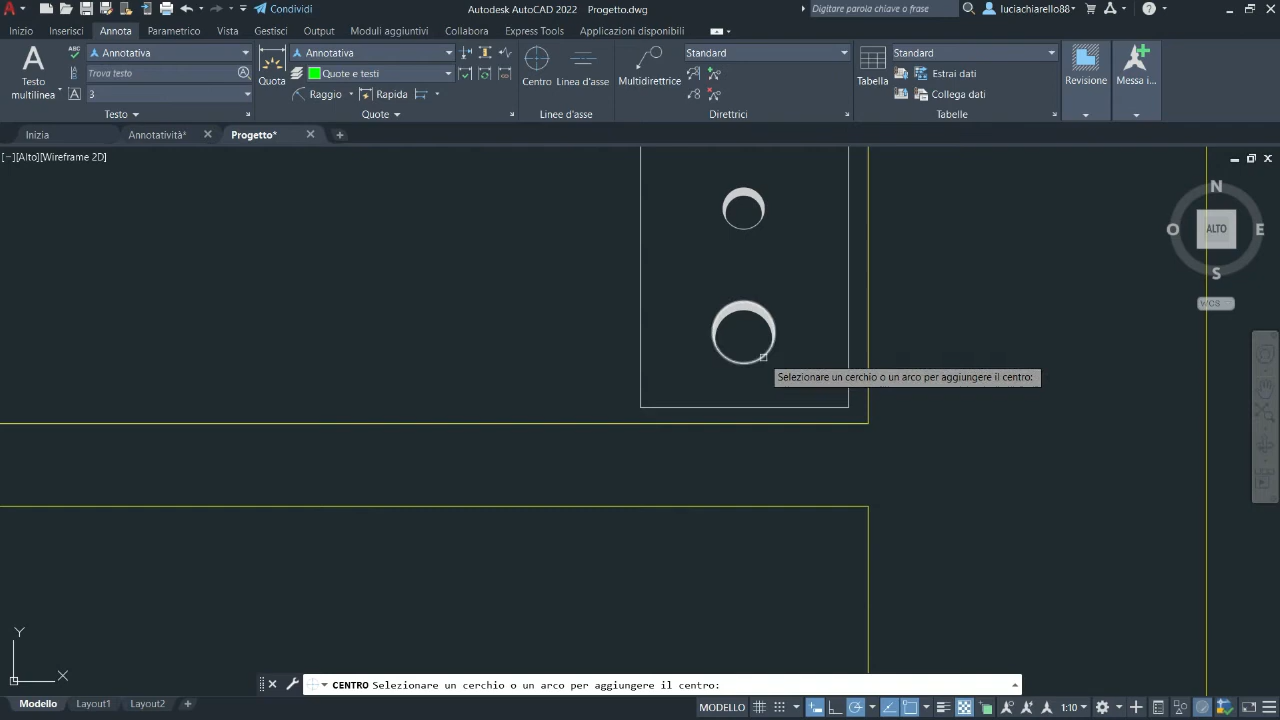 Condividi
Autodesk AutoCAD 2022 Progetto.dwg
Digitare parola chiave o frase
luciachiarello88
Inizio Inserisci Annota Parametrico Vista Gestisci Output Moduli aggiuntivi Collabora Express Tools Applicazioni disponibili
Testo
multilinea
Annotativa
Trova testo
3
Testo
Quota
Annotativa
Quote e testi
Raggio Rapida
Quote
Centro Linea d'asse
Linee d'asse
Multidirettrice
Standard
Direttrici
Tabella
Standard
Estrai dati
Collega dati
Tabelle
Revisione
Messa i...
Inizia Annotatività* Progetto*
[−][Alto][Wireframe 2D]
N
O ALTO E
S
WCS
Selezionare un cerchio o un arco per aggiungere il centro:
Y
X
CENTRO Selezionare un cerchio o un arco per aggiungere il centro:
Modello Layout1 Layout2 +
MODELLO
1:10